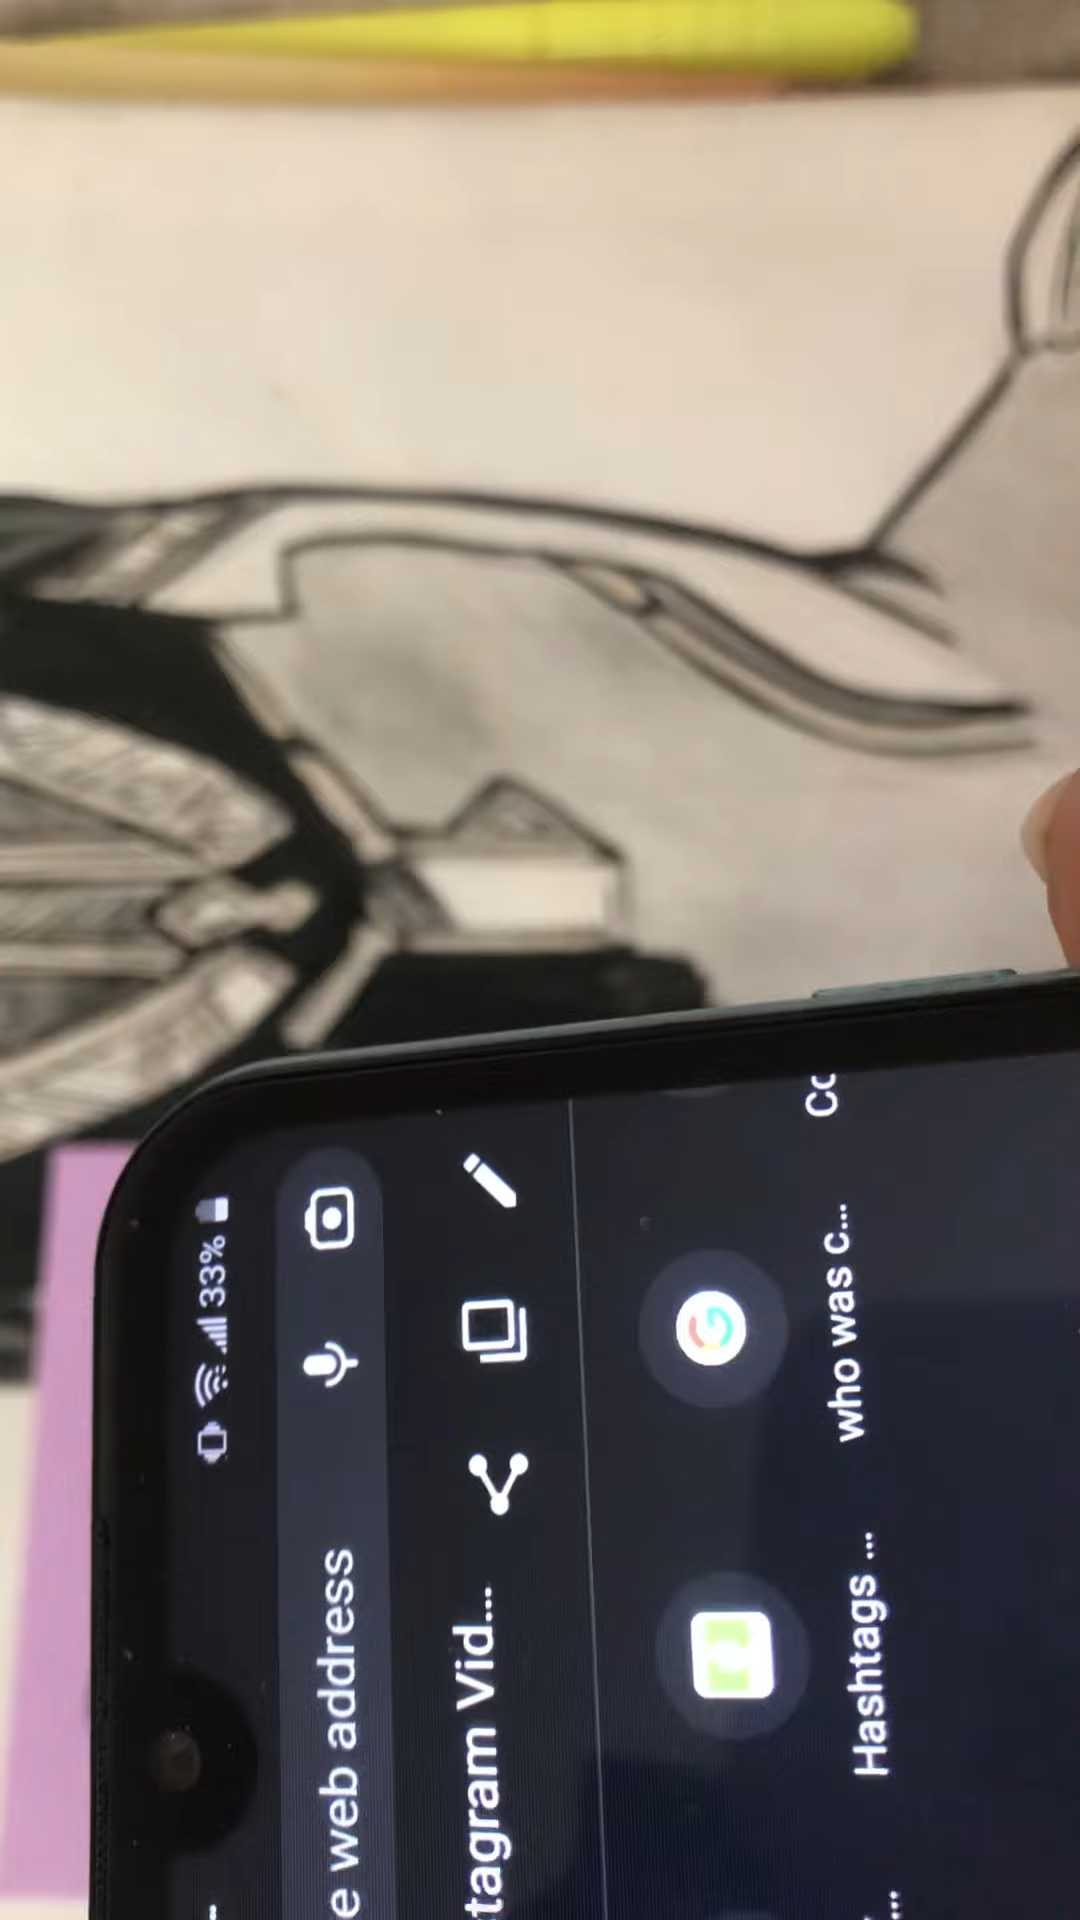 33%
e web address
tagram Vid...
Hashtags ...
who was c...
Co